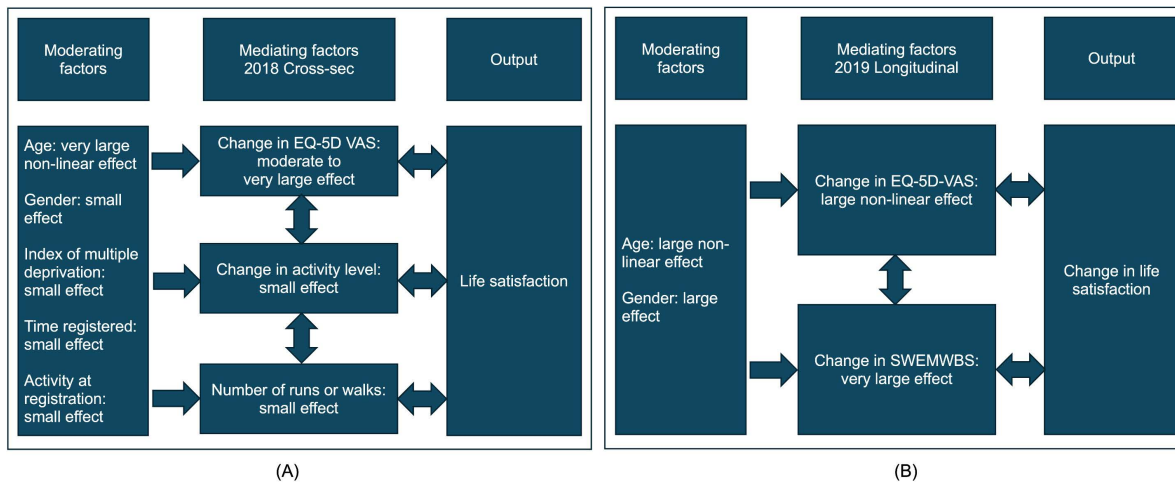 Moderating
factors
Mediating factors
2018 Cross-sec
Output
Age: very large
non-linear effect
Gender: small
effect
Index of multiple
deprivation:
small effect
Time registered:
small effect
Activity at
registration:
small effect
Change in EQ-5D VAS:
moderate to
very large effect
Change in activity level:
small effect
Number of runs or walks:
small effect
Life satisfaction
(A)
Moderating
factors
Mediating factors
2019 Longitudinal
Output
Age: large non-
linear effect
Gender: large
effect
Change in EQ-5D-VAS:
large non-linear effect
Change in SWEMWBS:
very large effect
Change in life
satisfaction
(B)